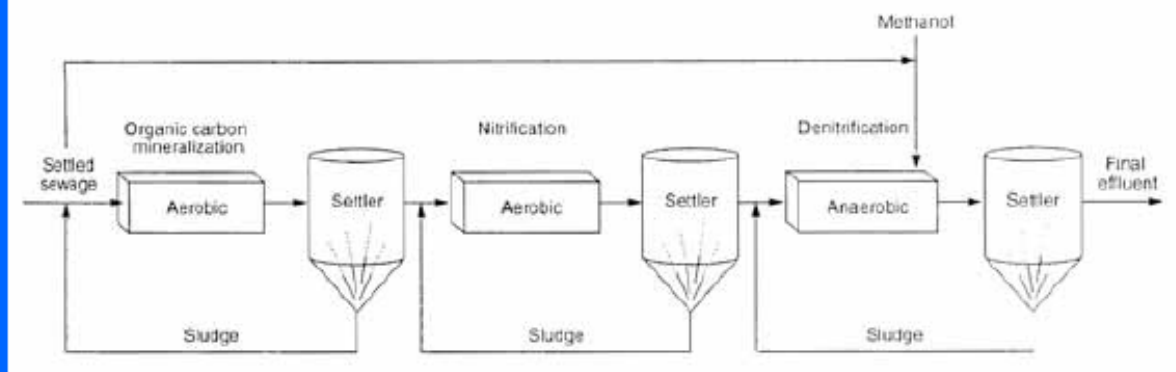 Methanol
Organic carbon
mineralization
Nitrification
Denitrification
Settled
sewage
Aerobic
Settler
Aerobic
Settler
Anaerobic
Settler
Final
effluent
Sludge
Sludge
Sludge